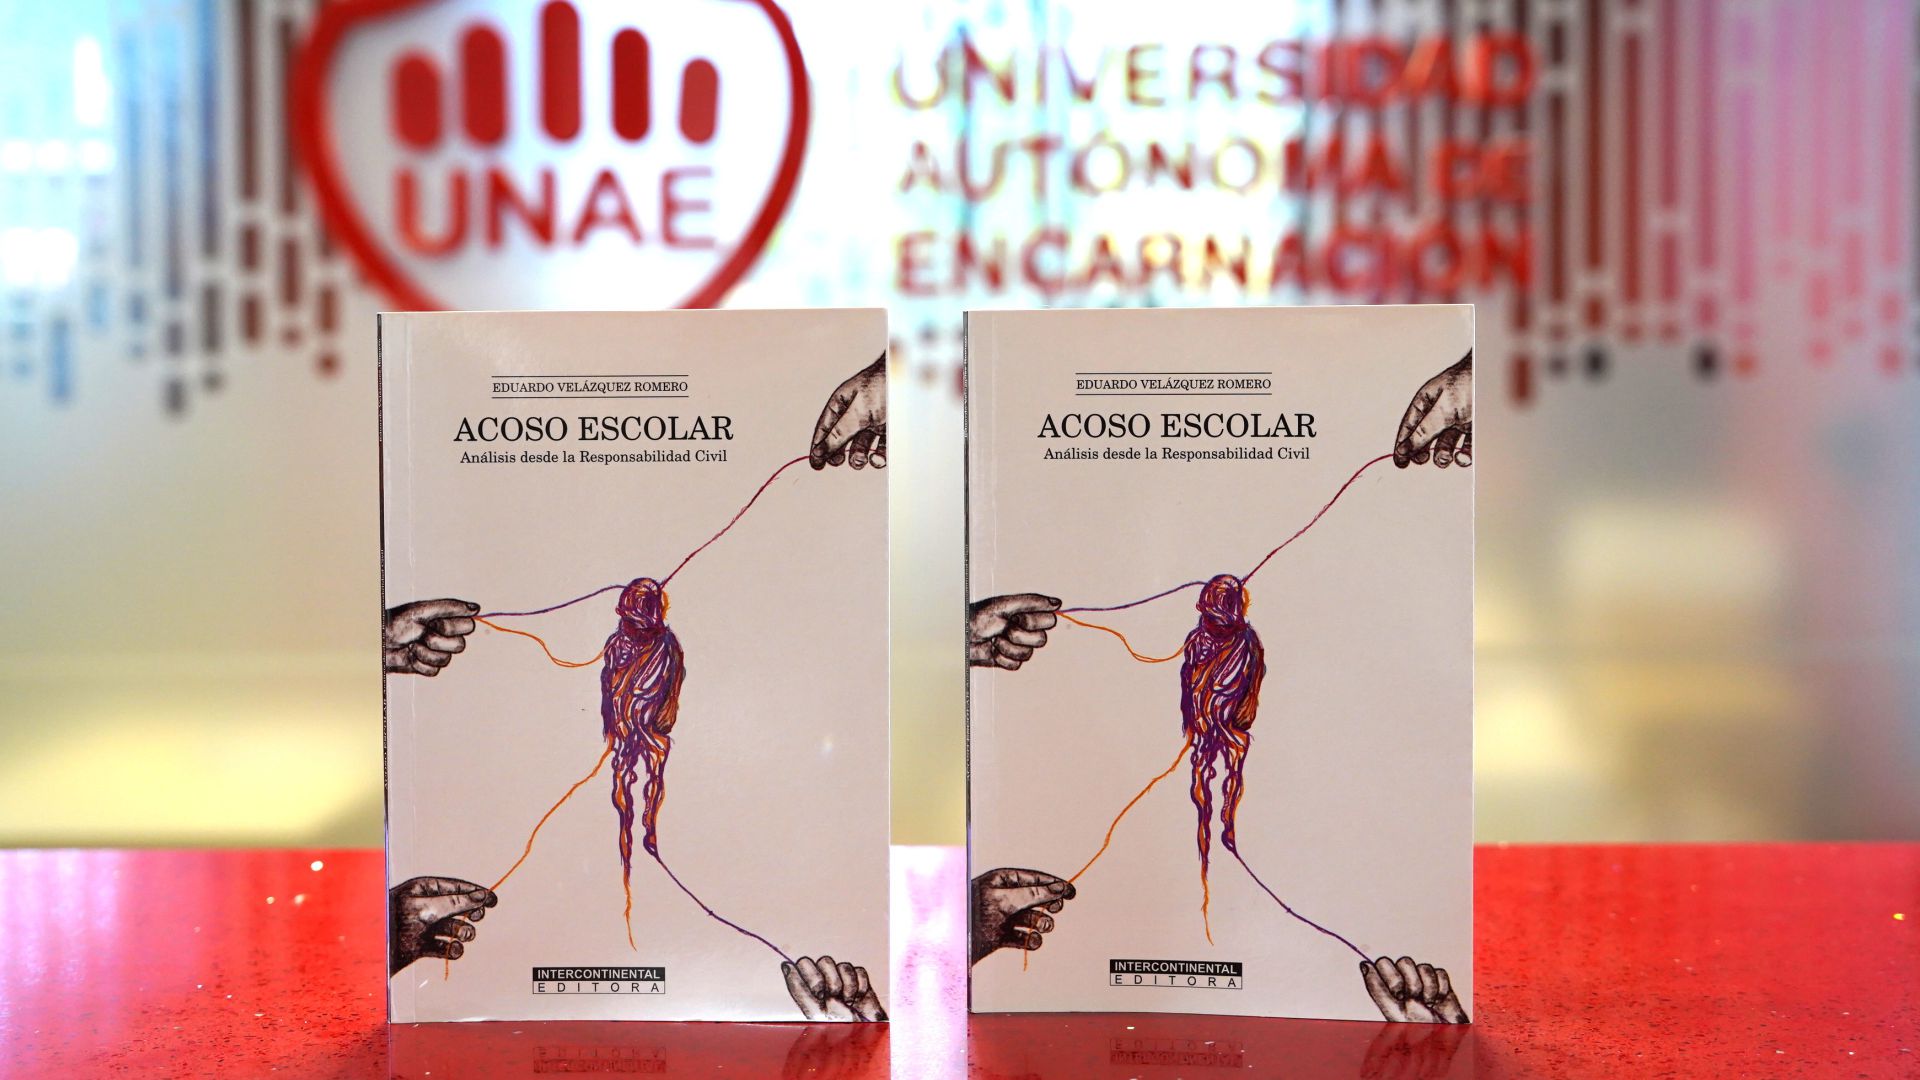 UNAE
UNIVERSIDAD
AUTÓNOMA DE
ENCARNACIÓN
EDUARDO VELÁZQUEZ ROMERO
ACOSO ESCOLAR
Análisis desde la Responsabilidad Civil
INTERCONTINENTAL
EDITORA
EDUARDO VELÁZQUEZ ROMERO
ACOSO ESCOLAR
Análisis desde la Responsabilidad Civil
INTERCONTINENTAL
EDITORA